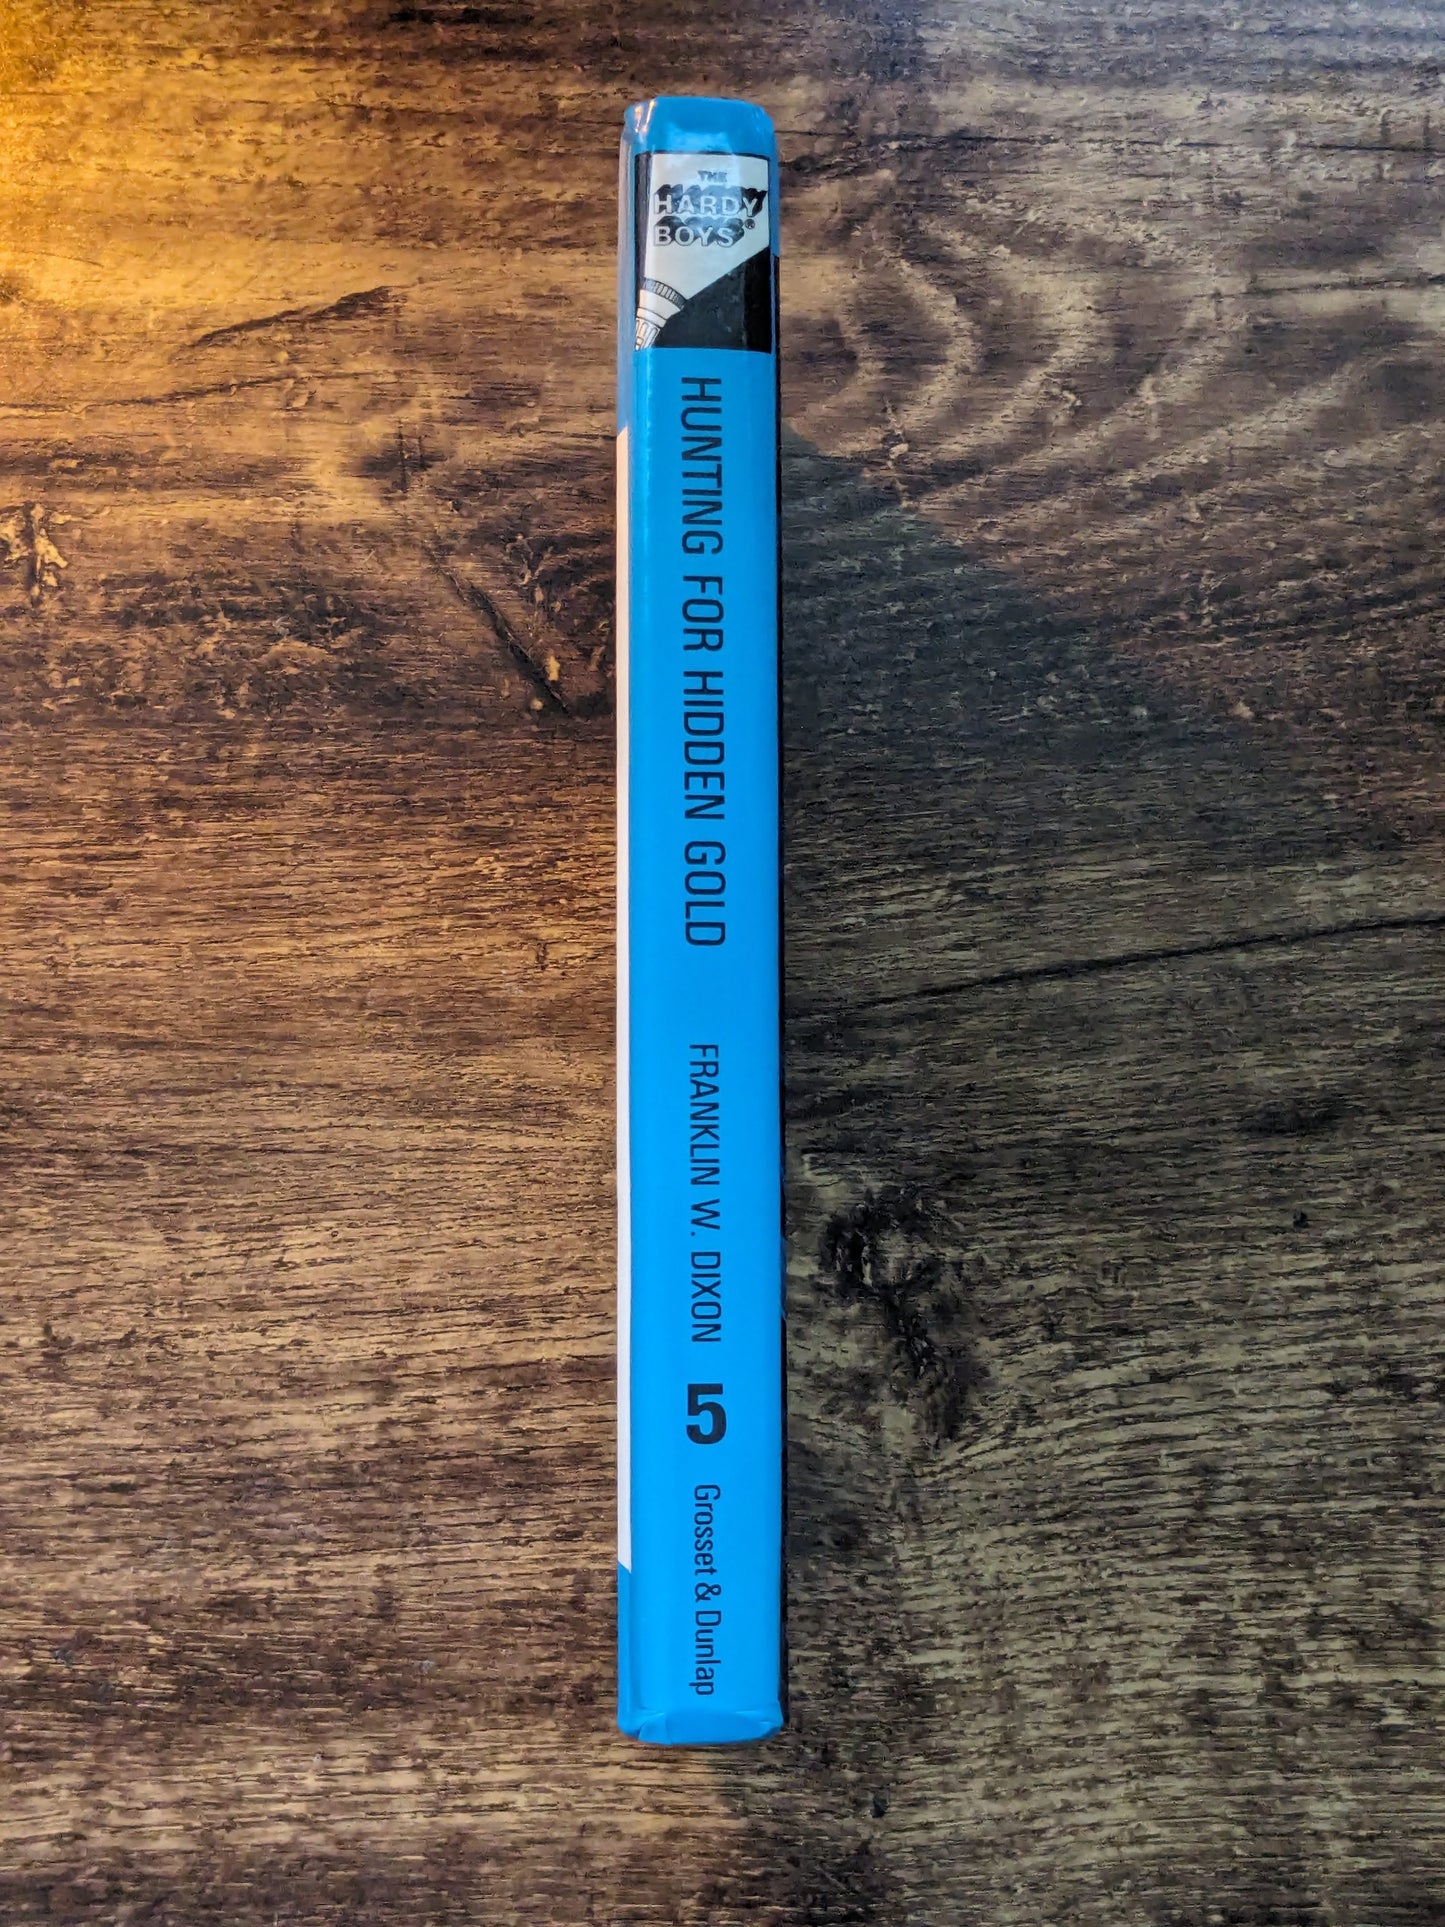 THE
HARDY
BOYS®
HUNTING FOR HIDDEN GOLD
FRANKLIN W. DIXON
5
Grosset & Dunlap